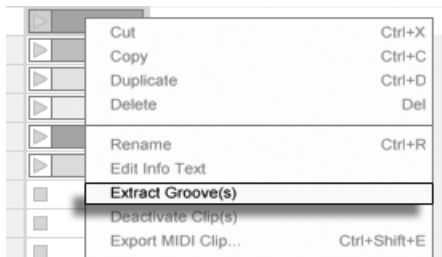 Cut Ctrl+X
Copy Ctrl+C
Duplicate Ctrl+D
Delete Del
Rename Ctrl+R
Edit Info Text
Extract Groove(s)
Deactivate Clip(s)
Export MIDI Clip... Ctrl+Shift+E